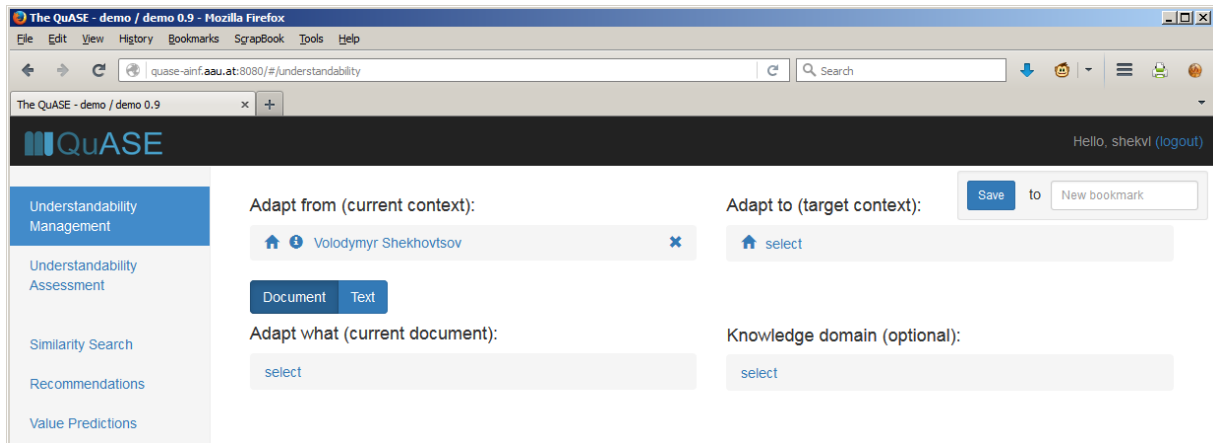 The QuASE - demo / demo 0.9 - Mozilla Firefox
File Edit View History Bookmarks ScrapBook Tools Help
quase-ainf.aau.at:8080/#/understandability
Search
The QuASE - demo / demo 0.9
QuASE
Hello, shekvl (logout)
Understandability
Management
Understandability
Assessment
Similarity Search
Recommendations
Value Predictions
Save to New bookmark
Adapt from (current context):
Volodymyr Shekhovtsov
Adapt to (target context):
select
Document Text
Adapt what (current document):
select
Knowledge domain (optional):
select